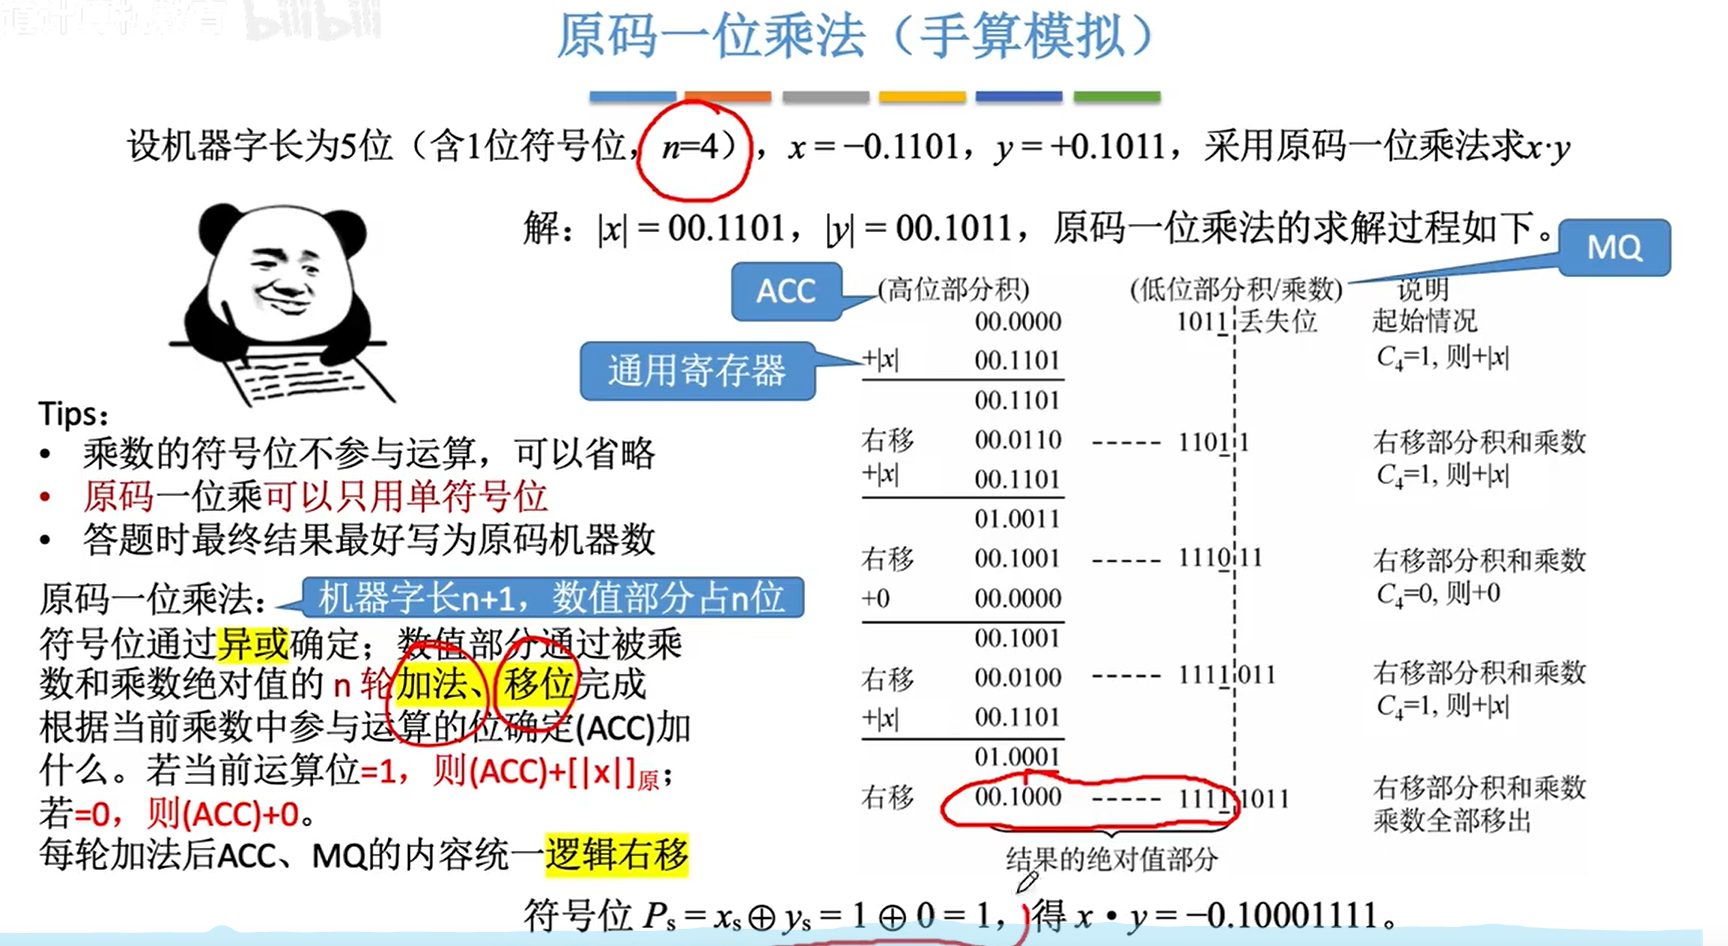 道计算机教育 bilibili
原码一位乘法（手算模拟）
设机器字长为5位（含1位符号位，n=4），x = −0.1101，y = +0.1011，采用原码一位乘法求x·y
解：|x| = 00.1101，|y| = 00.1011，原码一位乘法的求解过程如下。
MQ
ACC
(高位部分积) (低位部分积/乘数) 说明
00.0000 1011 丢失位 起始情况
通用寄存器
+|x| 00.1101 C₄=1, 则+|x|
00.1101
右移 00.0110 ----- 1101 1 右移部分积和乘数
+|x| 00.1101 C₄=1, 则+|x|
01.0011
右移 00.1001 ----- 1110 11 右移部分积和乘数
+0 00.0000 C₄=0, 则+0
00.1001
右移 00.0100 ----- 1111 011 右移部分积和乘数
+|x| 00.1101 C₄=1, 则+|x|
01.0001
右移 00.1000 ----- 1111 1011 右移部分积和乘数
乘数全部移出
结果的绝对值部分
Tips：
• 乘数的符号位不参与运算，可以省略
• 原码一位乘可以只用单符号位
• 答题时最终结果最好写为原码机器数
原码一位乘法：
机器字长n+1，数值部分占n位
符号位通过异或确定；数值部分通过被乘
数和乘数绝对值的 n 轮加法、移位完成
根据当前乘数中参与运算的位确定(ACC)加
什么。若当前运算位=1，则(ACC)+[|x|]原；
若=0，则(ACC)+0。
每轮加法后ACC、MQ的内容统一逻辑右移
符号位 Pₛ = xₛ⊕yₛ = 1⊕0 = 1，得 x • y = −0.10001111。